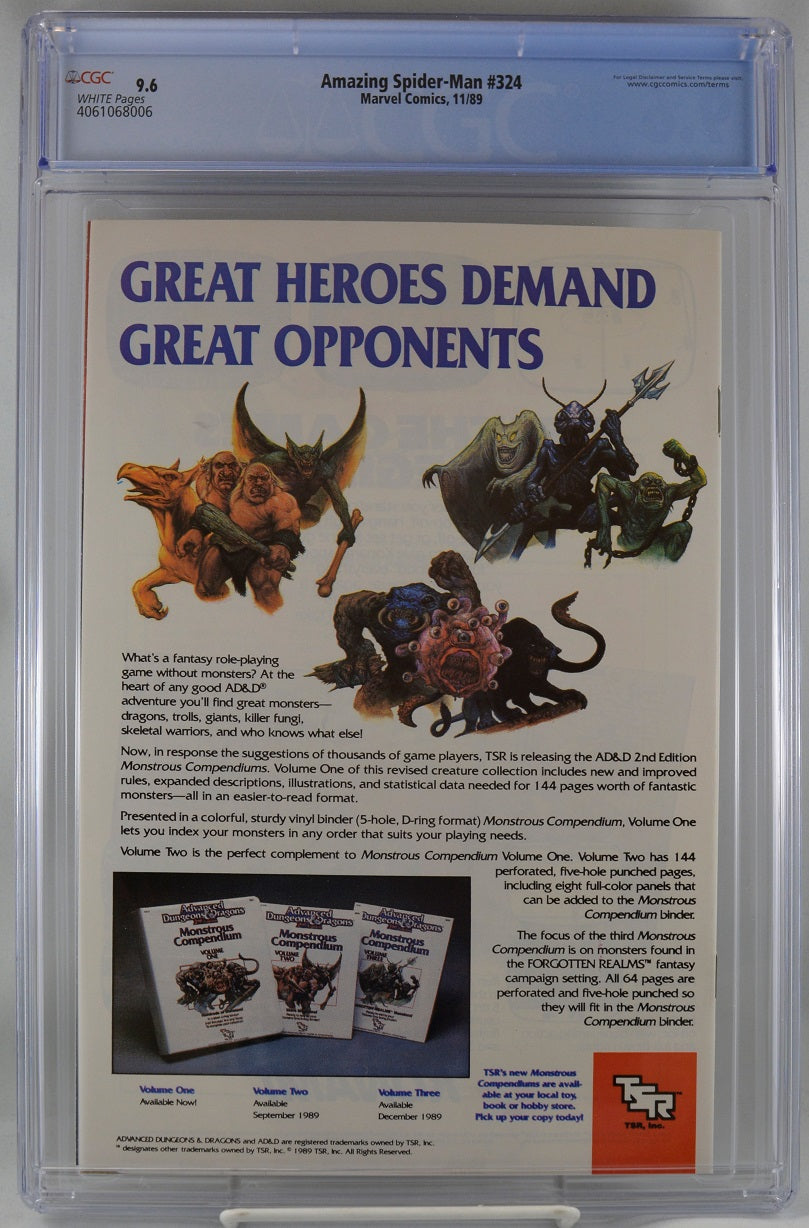 CGC 9.6
WHITE Pages
4061068006
Amazing Spider-Man #324
Marvel Comics, 11/89
For Legal Disclaimer and Service Terms please visit:
www.cgccomics.com/terms
GREAT HEROES DEMAND
GREAT OPPONENTS
What's a fantasy role-playing
game without monsters? At the
heart of any good AD&D®
adventure you'll find great monsters—
dragons, trolls, giants, killer fungi,
skeletal warriors, and who knows what else!
Now, in response to the suggestions of thousands of game players, TSR is releasing the AD&D 2nd Edition
Monstrous Compendiums. Volume One of this revised creature collection includes new and improved
rules, expanded descriptions, illustrations, and statistical data needed for 144 pages worth of fantastic
monsters—all in an easier-to-read format.
Presented in a colorful, sturdy vinyl binder (5-hole, D-ring format) Monstrous Compendium, Volume One
lets you index your monsters in any order that suits your playing needs.
Volume Two is the perfect complement to Monstrous Compendium Volume One. Volume Two has 144
perforated, five-hole punched pages,
including eight full-color panels that
can be added to the Monstrous
Compendium binder.
The focus of the third Monstrous
Compendium is on monsters found in
the FORGOTTEN REALMS™ fantasy
campaign setting. All 64 pages are
perforated and five-hole punched so
they will fit in the Monstrous
Compendium binder.
Advanced
Dungeons & Dragons
Monstrous
Compendium
VOLUME
ONE
Advanced
Dungeons & Dragons
Monstrous
Compendium
VOLUME
TWO
Advanced
Dungeons & Dragons
Monstrous
Compendium
VOLUME
THREE
Volume One
Available Now!
Volume Two
Available
September 1989
Volume Three
Available
December 1989
TSR's new Monstrous
Compendiums are avail-
able at your local toy,
book or hobby store.
Pick up your copy today!
TSR™
TSR, Inc.
ADVANCED DUNGEONS & DRAGONS and AD&D are registered trademarks owned by TSR, Inc.
™ designates other trademarks owned by TSR, Inc. © 1989 TSR, Inc. All Rights Reserved.